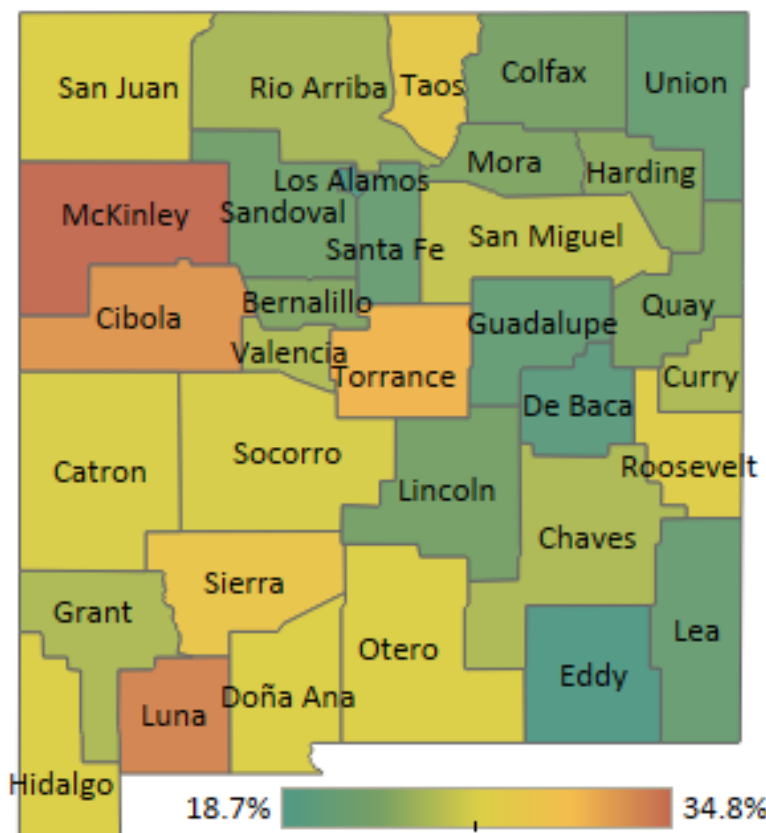 San Juan
Rio Arriba
Taos
Colfax
Union
Mora
Harding
Los Alamos
McKinley
Sandoval
Santa Fe
San Miguel
Cibola
Bernalillo
Guadalupe
Quay
Valencia
Torrance
De Baca
Curry
Catron
Socorro
Lincoln
Roosevelt
Chaves
Sierra
Grant
Otero
Lea
Luna
Doña Ana
Eddy
Hidalgo
18.7%
34.8%